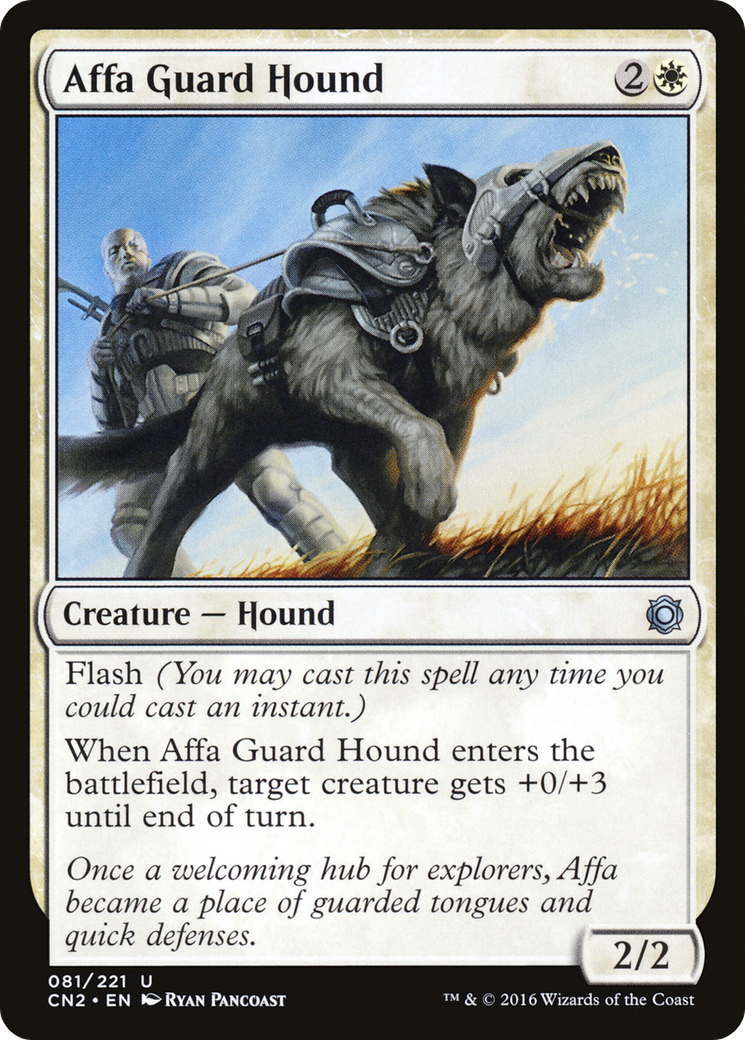 Affa Guard Hound 2
Creature — Hound
Flash (You may cast this spell any time you
could cast an instant.)
When Affa Guard Hound enters the
battlefield, target creature gets +0/+3
until end of turn.
Once a welcoming hub for explorers, Affa
became a place of guarded tongues and
quick defenses.
2/2
081/221 U
CN2 • EN Ryan Pancoast ™ & © 2016 Wizards of the Coast